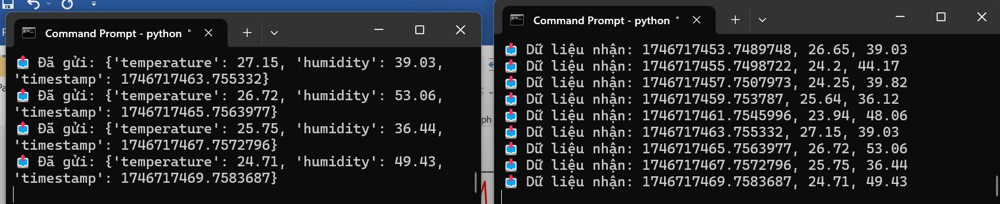 Command Prompt - python "
📤 Đã gửi: {'temperature': 27.15, 'humidity': 39.03,
'timestamp': 1746717463.755332}
📤 Đã gửi: {'temperature': 26.72, 'humidity': 53.06,
'timestamp': 1746717465.7563977}
📤 Đã gửi: {'temperature': 25.75, 'humidity': 36.44,
'timestamp': 1746717467.7572796}
📤 Đã gửi: {'temperature': 24.71, 'humidity': 49.43,
'timestamp': 1746717469.7583687}
ph
Command Prompt - python "
📥 Dữ liệu nhận: 1746717453.7489748, 26.65, 39.03
📥 Dữ liệu nhận: 1746717455.7498722, 24.2, 44.17
📥 Dữ liệu nhận: 1746717457.7507973, 24.25, 39.82
📥 Dữ liệu nhận: 1746717459.753787, 25.64, 36.12
📥 Dữ liệu nhận: 1746717461.7545996, 23.94, 48.06
📥 Dữ liệu nhận: 1746717463.755332, 27.15, 39.03
📥 Dữ liệu nhận: 1746717465.7563977, 26.72, 53.06
📥 Dữ liệu nhận: 1746717467.7572796, 25.75, 36.44
📥 Dữ liệu nhận: 1746717469.7583687, 24.71, 49.43